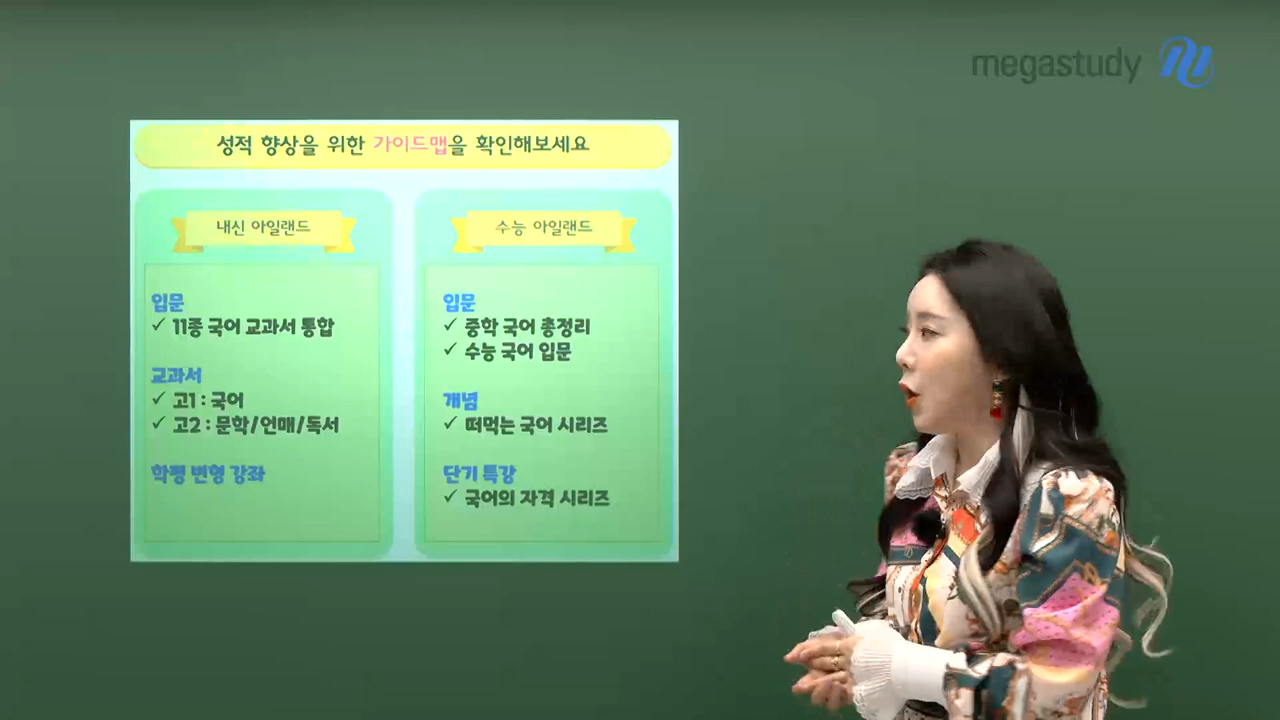 megastudy
성적 향상을 위한 가이드맵을 확인해보세요
내신 아일랜드
입문
✓ 11종 국어 교과서 통합
교과서
✓ 고1 : 국어
✓ 고2 : 문학/언매/독서
학평 변형 강좌
수능 아일랜드
입문
✓ 중학 국어 총정리
✓ 수능 국어 입문
개념
✓ 떠먹는 국어 시리즈
단기 특강
✓ 국어의 자격 시리즈